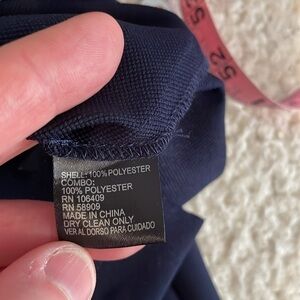 SHELL: 100% POLYESTER
COMBO:
100% POLYESTER
RN 106409
RN 58909
MADE IN CHINA
DRY CLEAN ONLY
VER AL DORSO PARA CUIDADO
52